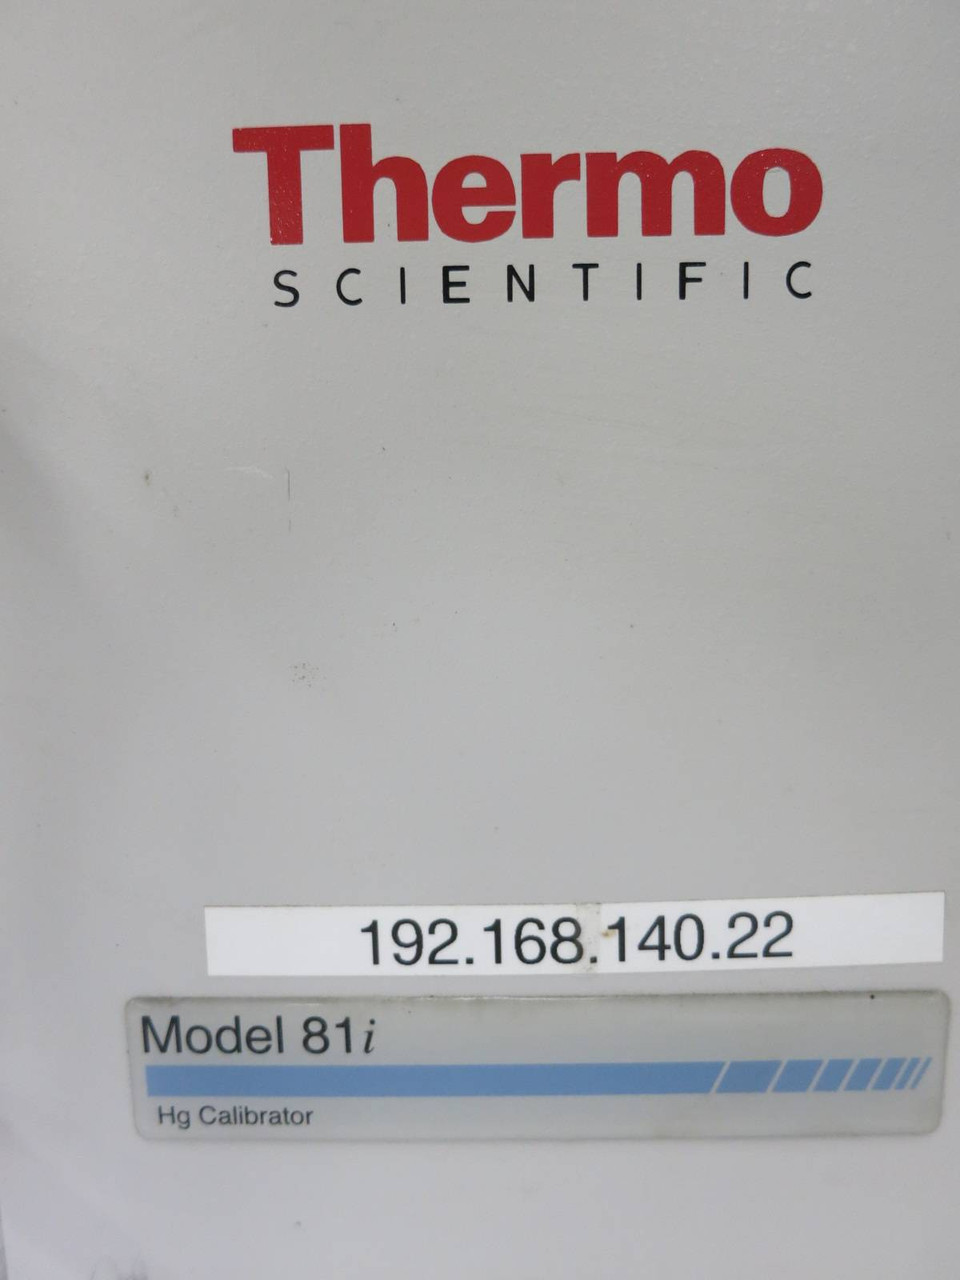 Thermo
SCIENTIFIC
192.168.140.22
Model 81i
Hg Calibrator